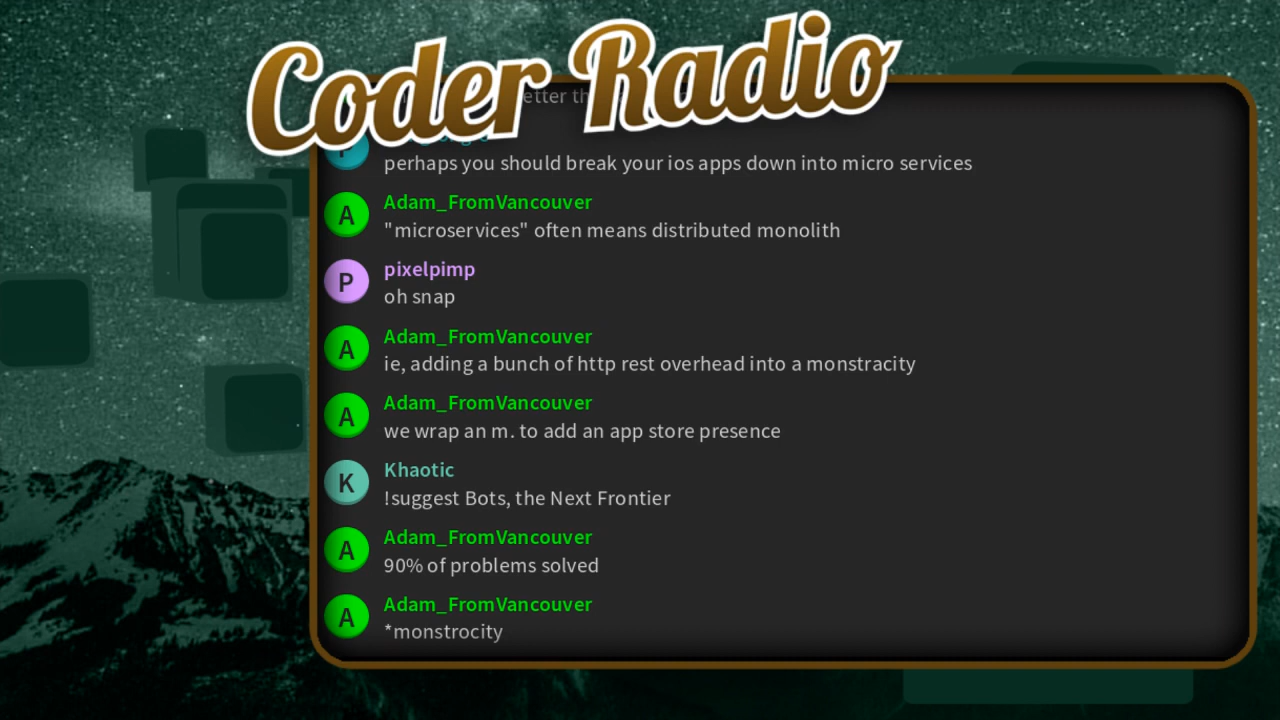 Coder Radio
perhaps you should break your ios apps down into micro services
A
Adam_FromVancouver
"microservices" often means distributed monolith
P
pixelpimp
oh snap
A
Adam_FromVancouver
ie, adding a bunch of http rest overhead into a monstracity
A
Adam_FromVancouver
we wrap an m. to add an app store presence
K
Khaotic
!suggest Bots, the Next Frontier
A
Adam_FromVancouver
90% of problems solved
A
Adam_FromVancouver
*monstrocity